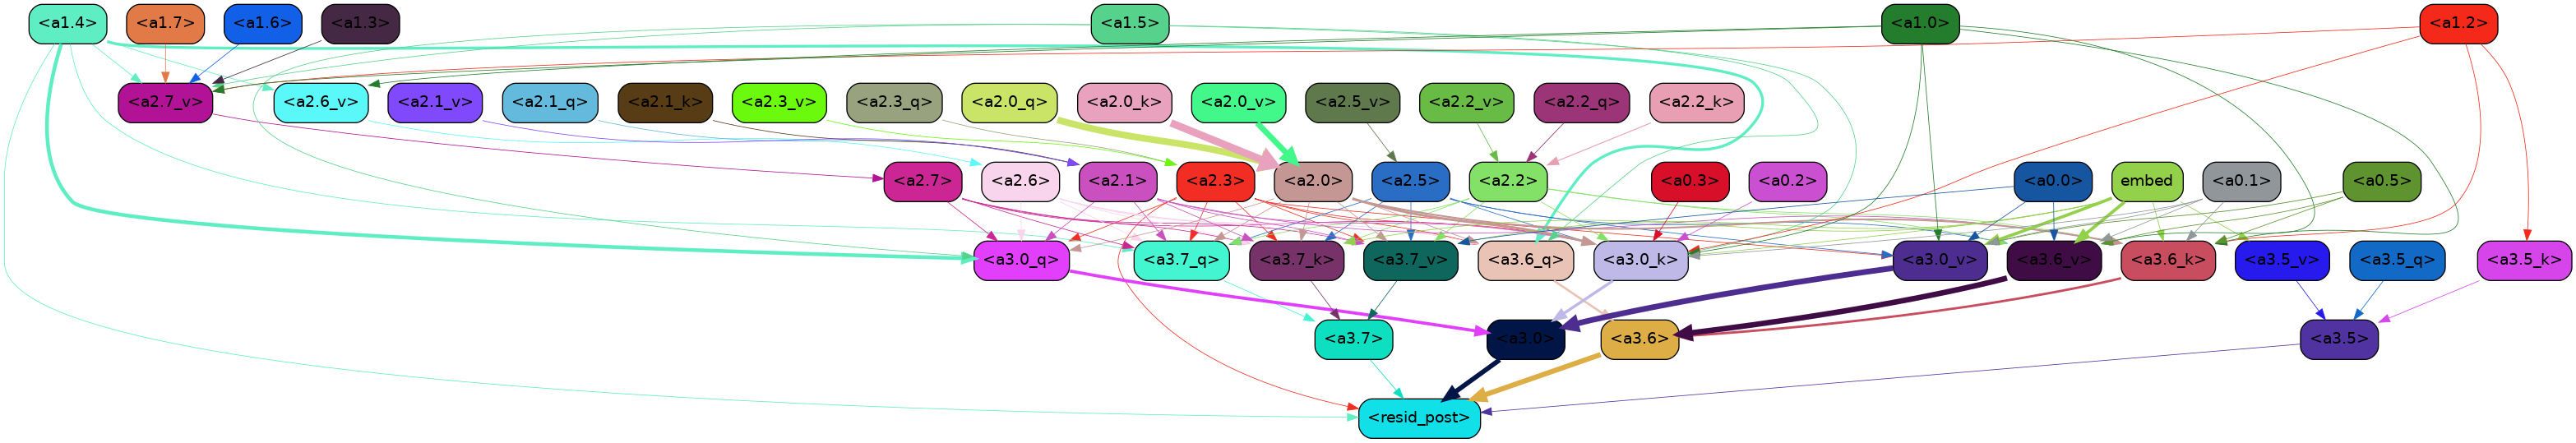 <a1.4> <a1.7> <a1.6> <a1.3> <a1.5> <a1.0> <a1.2>
<a2.7_v> <a2.6_v> <a2.1_v> <a2.1_q> <a2.1_k> <a2.3_v> <a2.3_q> <a2.0_q> <a2.0_k> <a2.0_v> <a2.5_v> <a2.2_v> <a2.2_q> <a2.2_k>
<a2.7> <a2.6> <a2.1> <a2.3> <a2.0> <a2.5> <a2.2> <a0.3> <a0.2> <a0.0> embed <a0.1> <a0.5>
<a3.0_q> <a3.7_q> <a3.7_k> <a3.7_v> <a3.6_q> <a3.0_k> <a3.0_v> <a3.6_v> <a3.6_k> <a3.5_v> <a3.5_q> <a3.5_k>
<a3.7> <a3.0> <a3.6> <a3.5>
<resid_post>